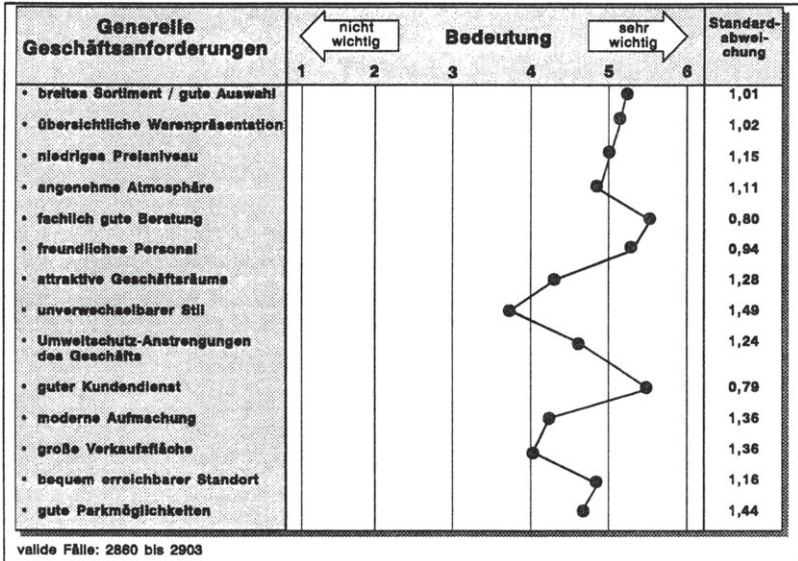 Generelle
Geschäftsanforderungen
nicht
wichtig
Bedeutung
sehr
wichtig
Standard-
abwei-
chung
1 2 3 4 5 6
• breites Sortiment / gute Auswahl 1,01
• übersichtliche Warenpräsentation 1,02
• niedriges Preisniveau 1,15
• angenehme Atmosphäre 1,11
• fachlich gute Beratung 0,80
• freundliches Personal 0,94
• attraktive Geschäftsräume 1,28
• unverwechselbarer Stil 1,49
• Umweltschutz-Anstrengungen 1,24
des Geschäfts
• guter Kundendienst 0,79
• moderne Aufmachung 1,36
• große Verkaufsfläche 1,36
• bequem erreichbarer Standort 1,16
• gute Parkmöglichkeiten 1,44
valide Fälle: 2860 bis 2903